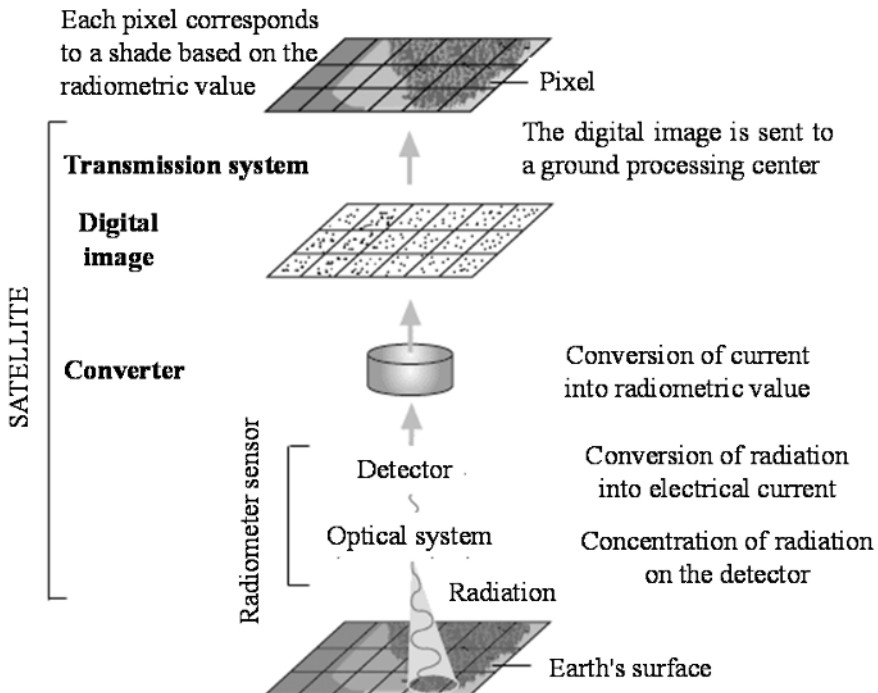 Each pixel corresponds
to a shade based on the
radiometric value
Pixel
The digital image is sent to
a ground processing center
Transmission system
Digital
image
SATELLITE
Converter
Conversion of current
into radiometric value
Radiometer sensor
Detector
Conversion of radiation
into electrical current
Optical system
Concentration of radiation
on the detector
Radiation
Earth's surface